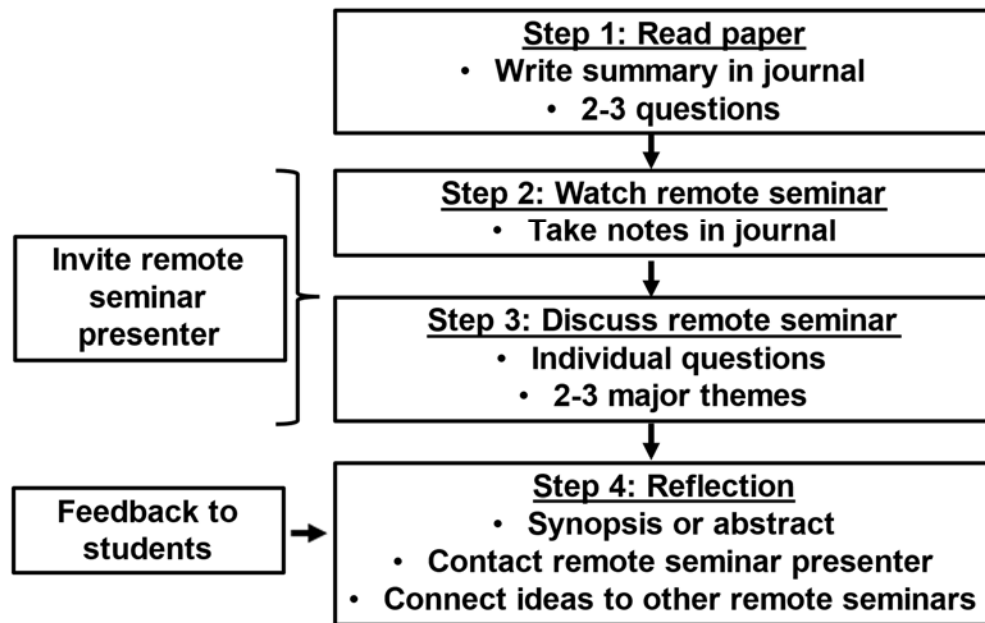 Step 1: Read paper
• Write summary in journal
• 2-3 questions
Step 2: Watch remote seminar
• Take notes in journal
Invite remote
seminar
presenter
Step 3: Discuss remote seminar
• Individual questions
• 2-3 major themes
Step 4: Reflection
• Synopsis or abstract
• Contact remote seminar presenter
• Connect ideas to other remote seminars
Feedback to
students